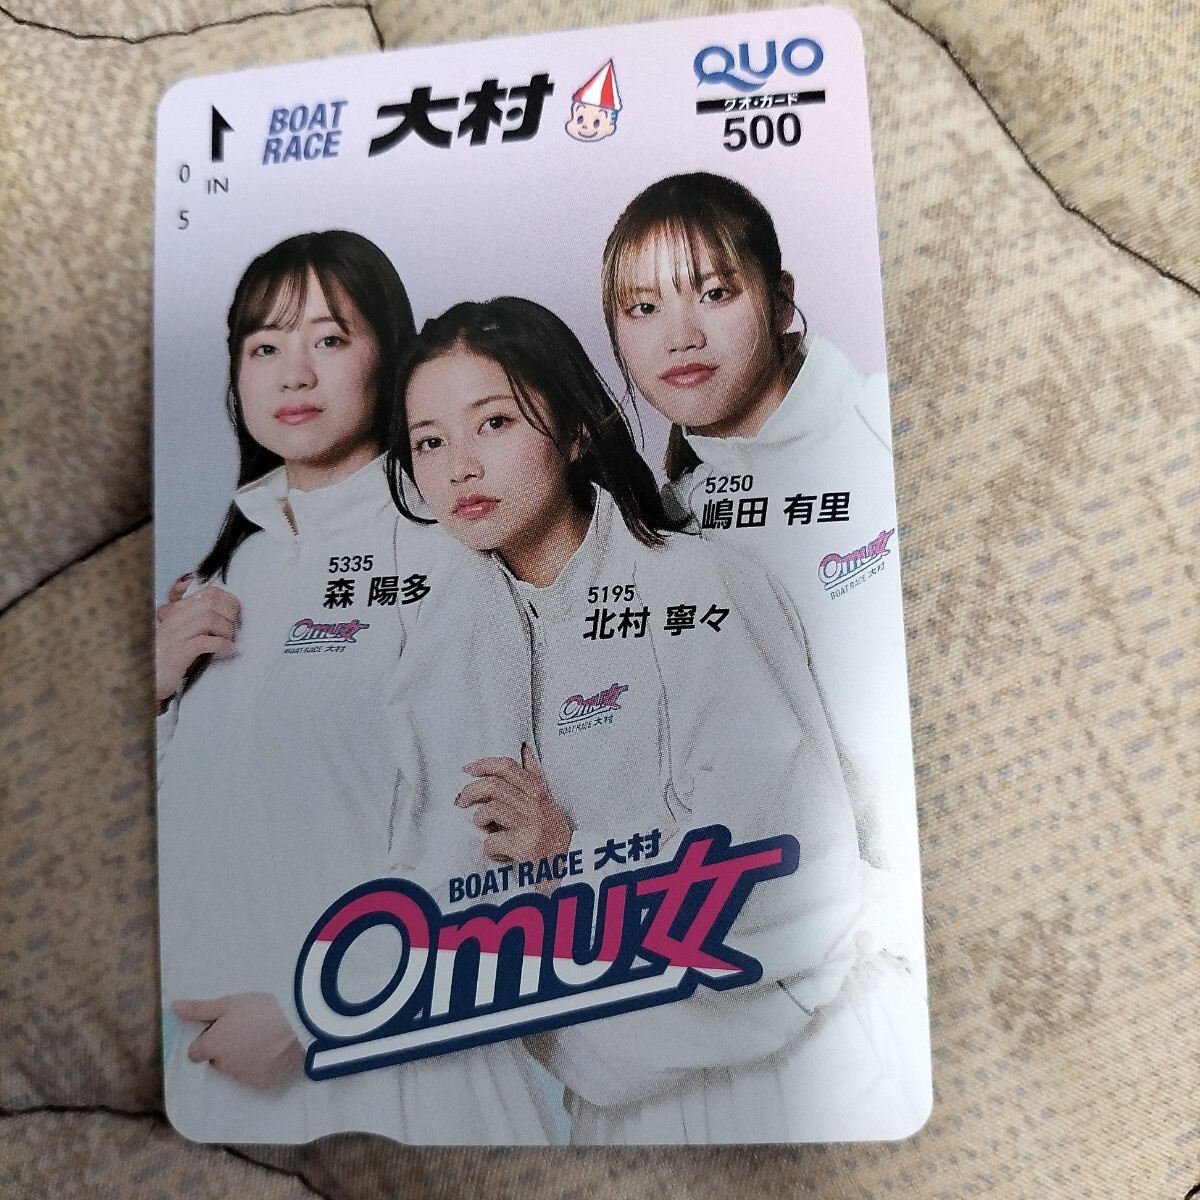 BOAT RACE 大村
QUO
クオ・カード
500
IN
0
5
5250
嶋田 有里
5335
森 陽多
5195
北村 寧々
Omu女
BOAT RACE 大村
Omu女
BOAT RACE 大村
Omu女
BOAT RACE 大村
BOAT RACE 大村
Omu女